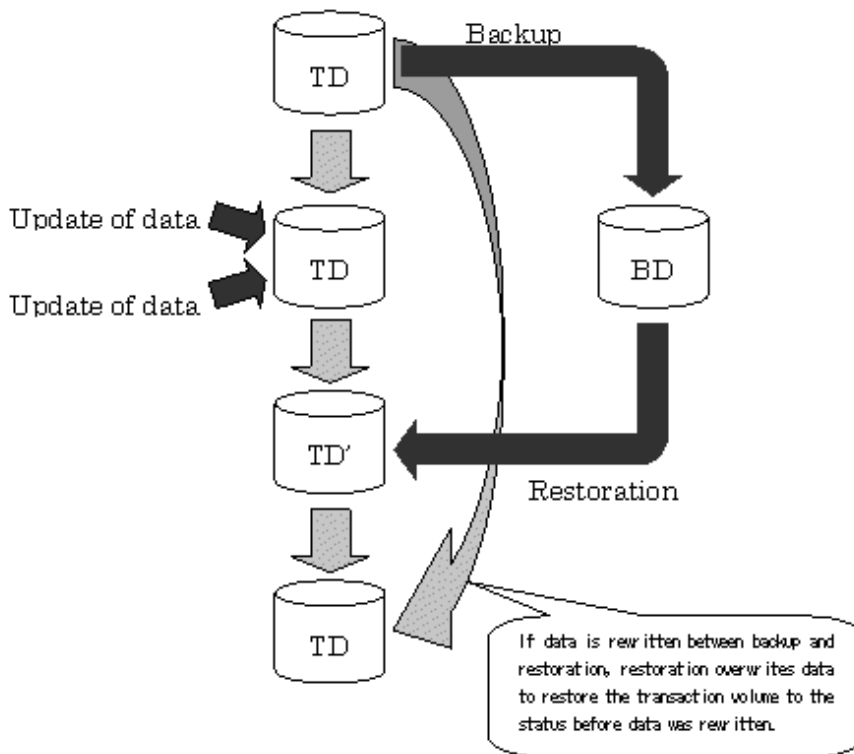 Backup
TD
Update of data
TD
BD
Update of data
TD'
Restoration
TD
If data is rewritten between backup and
restoration, restoration overwrites data
to restore the transaction volume to the
status before data was rewritten.